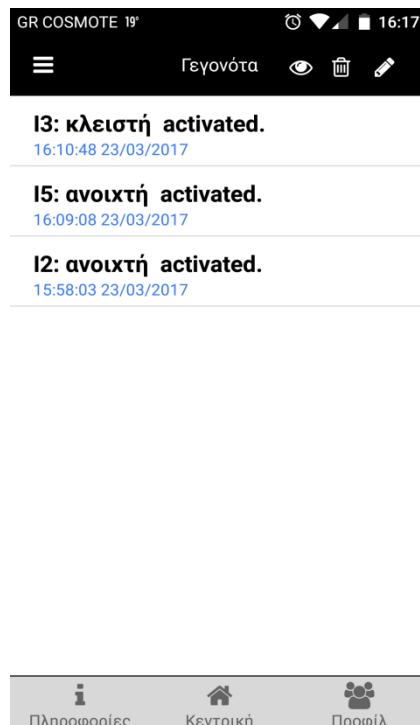 GR COSMOTE 19° 16:17
Γεγονότα
I3: κλειστή activated.
16:10:48 23/03/2017
I5: ανοιχτή activated.
16:09:08 23/03/2017
I2: ανοιχτή activated.
15:58:03 23/03/2017
Πληροφορίες Κεντρική Προφίλ